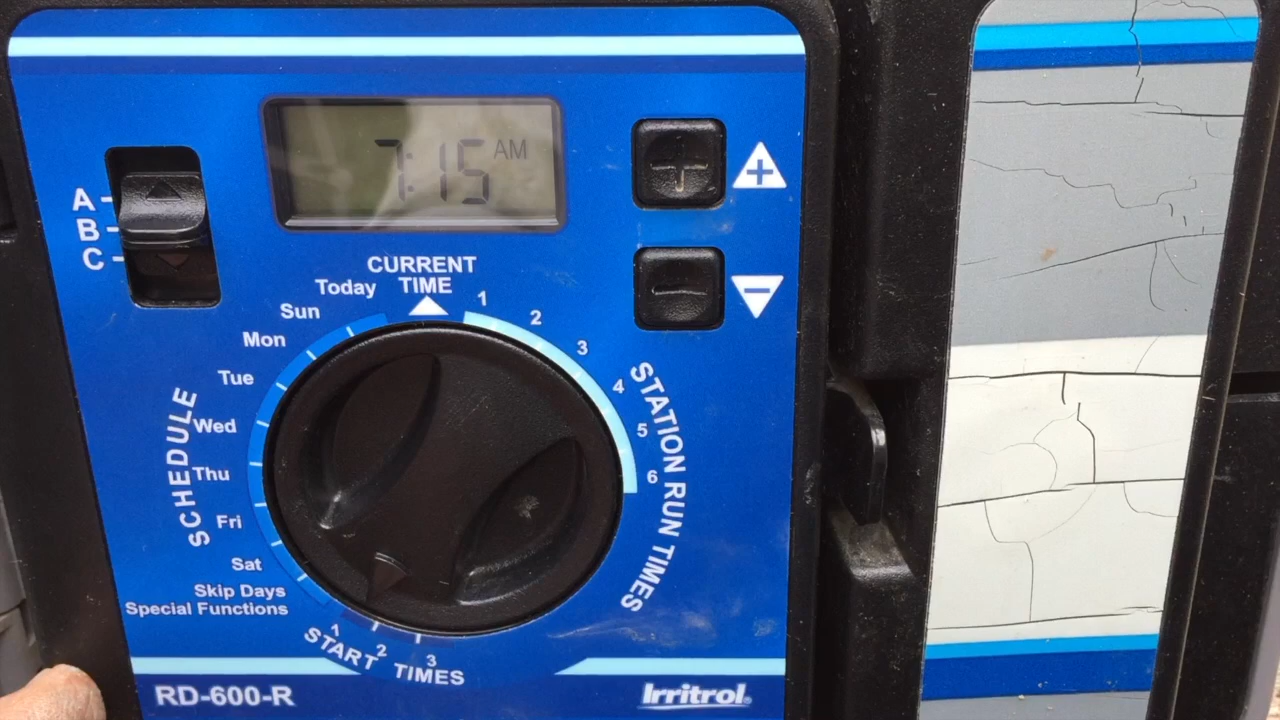 7:15 AM
A
B
C
+
-
CURRENT
TIME
Today
Sun
Mon
Tue
Wed
Thu
Fri
Sat
Skip Days
Special Functions
SCHEDULE
1
2
3
4
5
6
STATION RUN TIMES
1
2
3
START TIMES
RD-600-R
Irritrol®